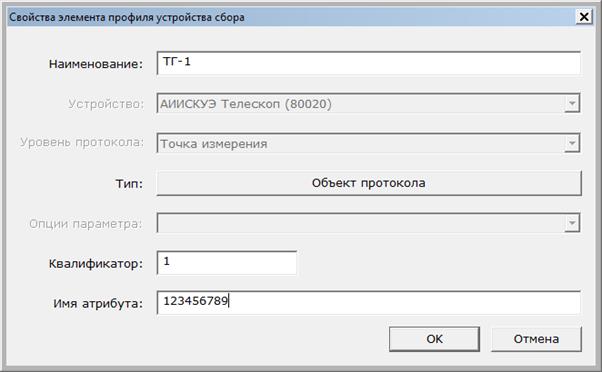 Свойства элемента профиля устройства сбора
Наименование: ТГ-1
Устройство: АИИСКУЭ Телескоп (80020)
Уровень протокола: Точка измерения
Тип: Объект протокола
Опции параметра:
Квалификатор: 1
Имя атрибута: 123456789
OK Отмена